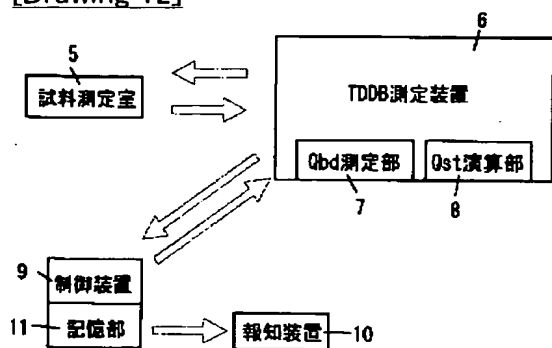 [Drawing 12]
5
6
試料測定室
TDDB測定装置
Qbd測定部
Qst演算部
7
8
9
制御装置
11
記憶部
報知装置
10